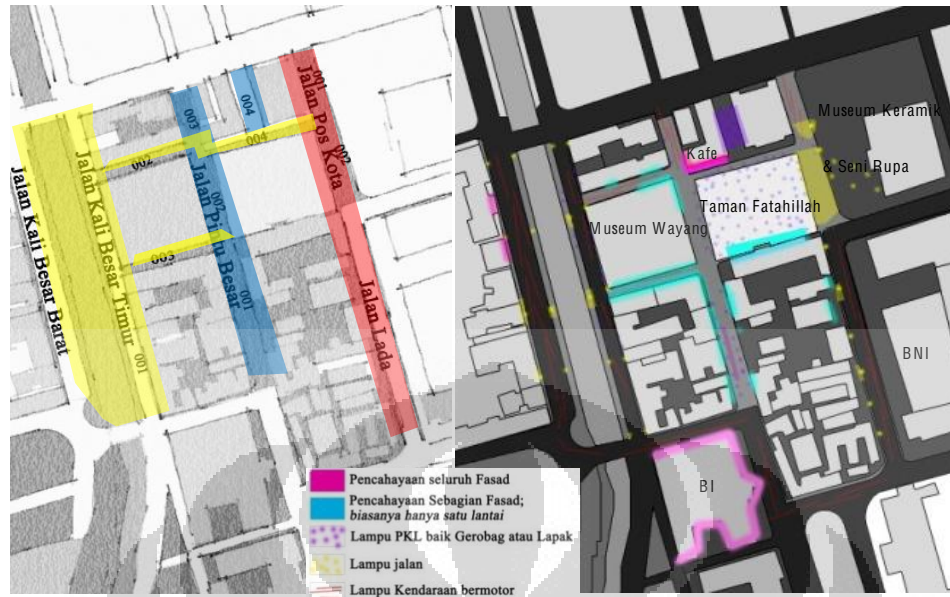 Jalan Kali Besar Barat
Jalan Kali Besar Timur
001
002
003
003
002
Jalan Pintu Besar
001
004
004
001
Jalan Pos Kota
002
Jalan Lada
Museum Keramik
& Seni Rupa
Kafe
Taman Fatahillah
Museum Wayang
BNI
BI
Pencahayaan seluruh Fasad
Pencahayaan Sebagian Fasad;
biasanya hanya satu lantai
Lampu PKL baik Gerobag atau Lapak
Lampu jalan
Lampu Kendaraan bermotor